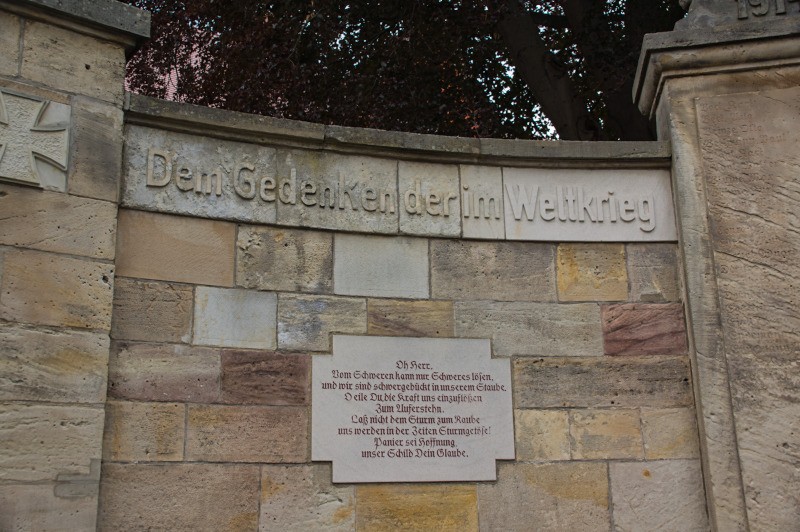 191
Dem Gedenken der im Weltkrieg
Oh Herr,
Vom Schweren kann nur Schweres lösen,
und wir sind schwergebückt in unserem Staube.
O eile Du, die Kraft uns einzuflößen
Zum Auferstehn.
Laß nicht dem Sturm zum Raube
uns werden in der Zeiten Sturmgetöse!
Panier sei Hoffnung,
unser Schild Dein Glaube.